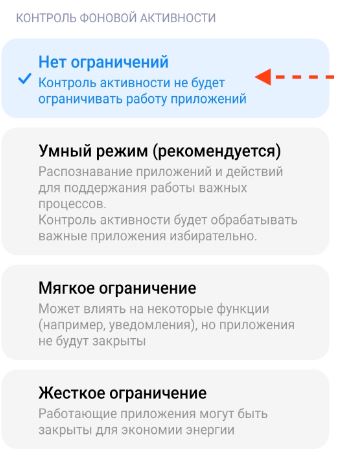 КОНТРОЛЬ ФОНОВОЙ АКТИВНОСТИ
Нет ограничений
Контроль активности не будет
ограничивать работу приложений
Умный режим (рекомендуется)
Распознавание приложений и действий
для поддержания работы важных
процессов.
Контроль активности будет обрабатывать
важные приложения избирательно.
Мягкое ограничение
Может влиять на некоторые функции
(например, уведомления), но приложения
не будут закрыты
Жесткое ограничение
Работающие приложения могут быть
закрыты для экономии энергии